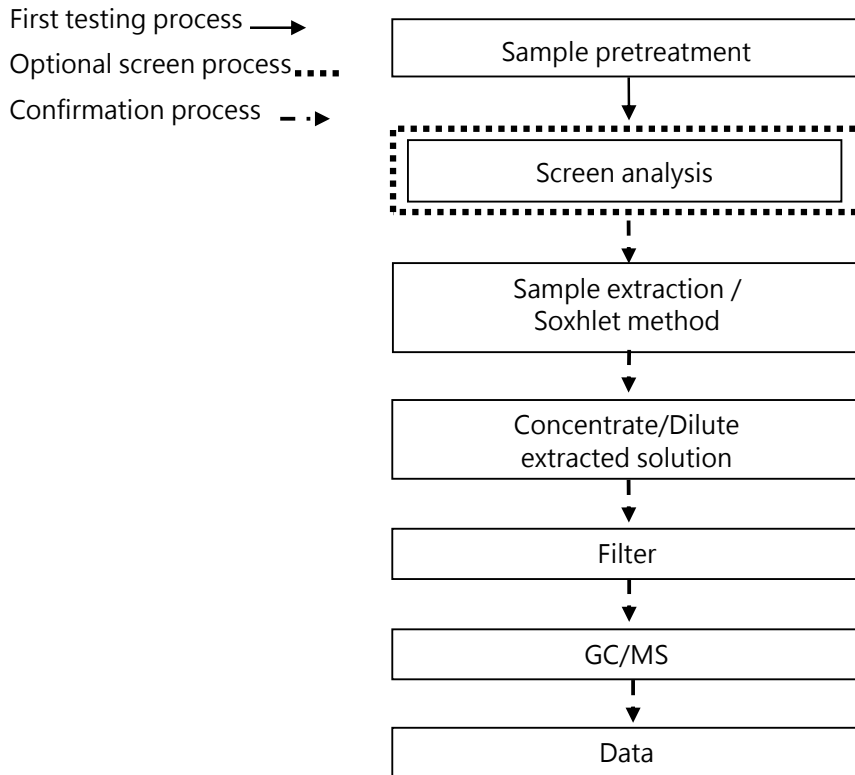 First testing process
Optional screen process
Confirmation process
Sample pretreatment
Screen analysis
Sample extraction /
Soxhlet method
Concentrate/Dilute
extracted solution
Filter
GC/MS
Data